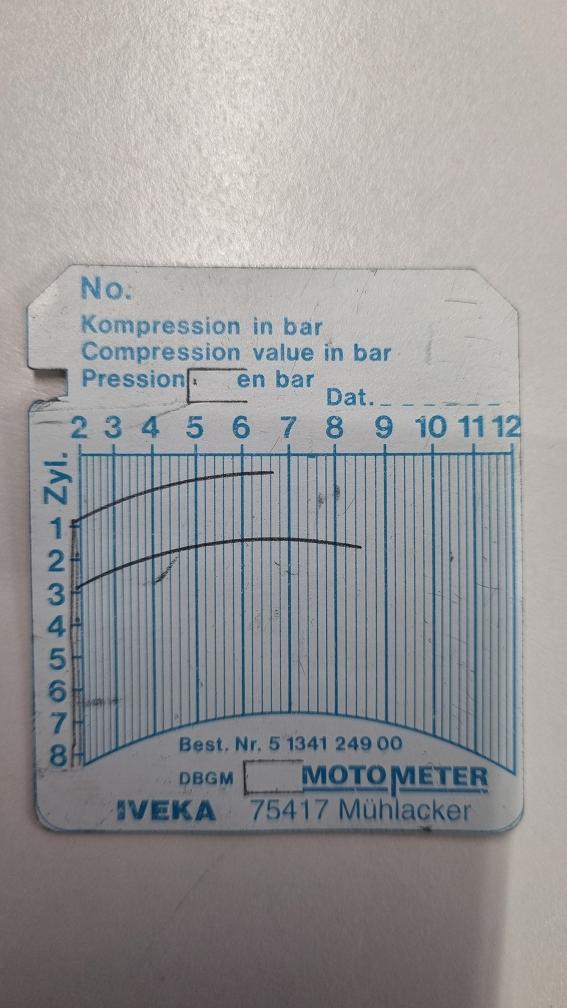 No.
Kompression in bar
Compression value in bar
Pression en bar
Dat.
2 3 4 5 6 7 8 9 10 11 12
Zyl.
1
2
3
4
5
6
7
8
Best. Nr. 5 1341 249 00
DBGM MOTO METER
IVEKA 75417 Mühlacker